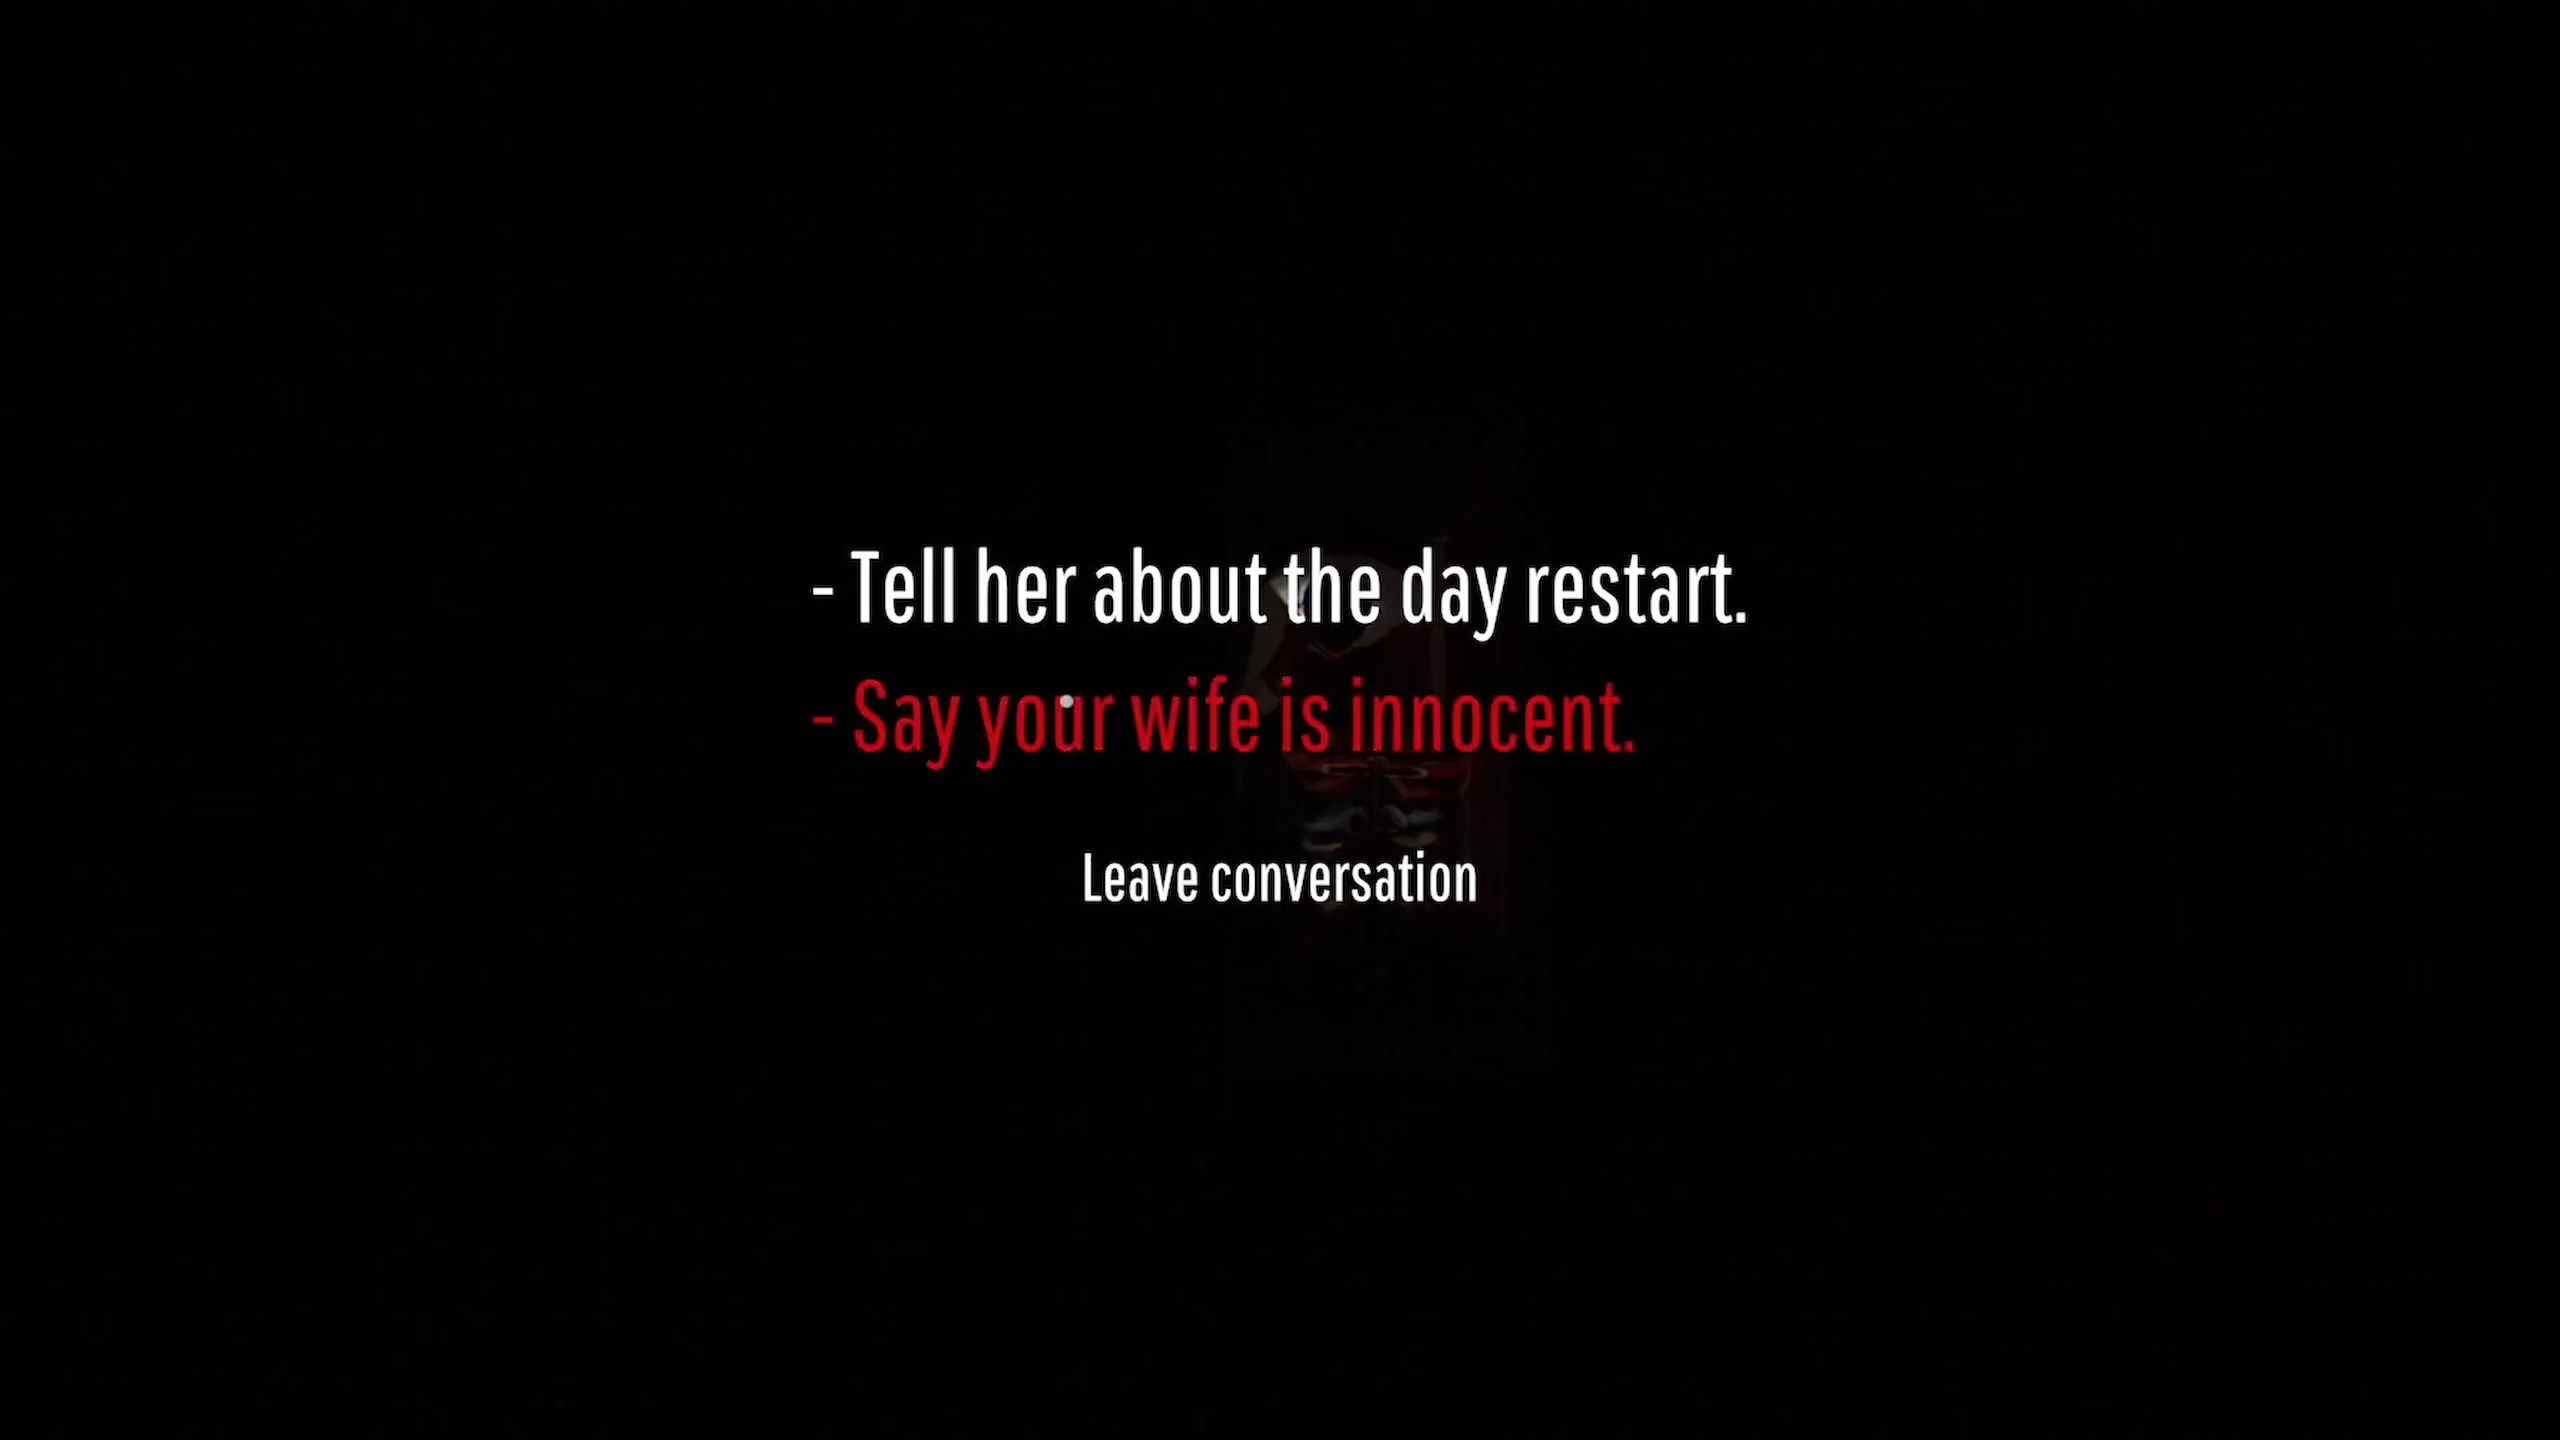 - Tell her about the day restart.
- Say your wife is innocent.
Leave conversation